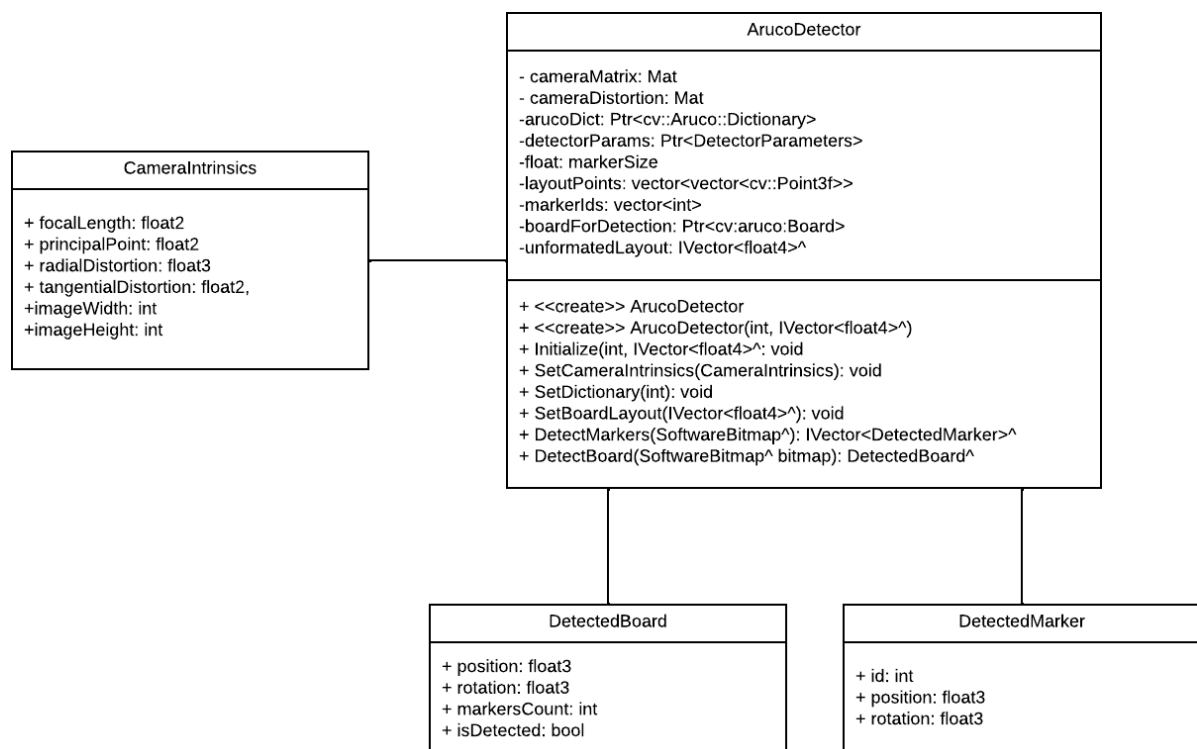 ArucoDetector
- cameraMatrix: Mat
- cameraDistortion: Mat
-arucoDict: Ptr<cv::Aruco::Dictionary>
-detectorParams: Ptr<DetectorParameters>
-float: markerSize
-layoutPoints: vector<vector<cv::Point3f>>
-markerIds: vector<int>
-boardForDetection: Ptr<cv:aruco:Board>
-unformatedLayout: IVector<float4>^
+ <<create>> ArucoDetector
+ <<create>> ArucoDetector(int, IVector<float4>^)
+ Initialize(int, IVector<float4>^: void
+ SetCameraIntrinsics(CameraIntrinsics): void
+ SetDictionary(int): void
+ SetBoardLayout(IVector<float4>^): void
+ DetectMarkers(SoftwareBitmap^): IVector<DetectedMarker>^
+ DetectBoard(SoftwareBitmap^ bitmap): DetectedBoard^
CameraIntrinsics
+ focalLength: float2
+ principalPoint: float2
+ radialDistortion: float3
+ tangentialDistortion: float2,
+imageWidth: int
+imageHeight: int
DetectedBoard
+ position: float3
+ rotation: float3
+ markersCount: int
+ isDetected: bool
DetectedMarker
+ id: int
+ position: float3
+ rotation: float3